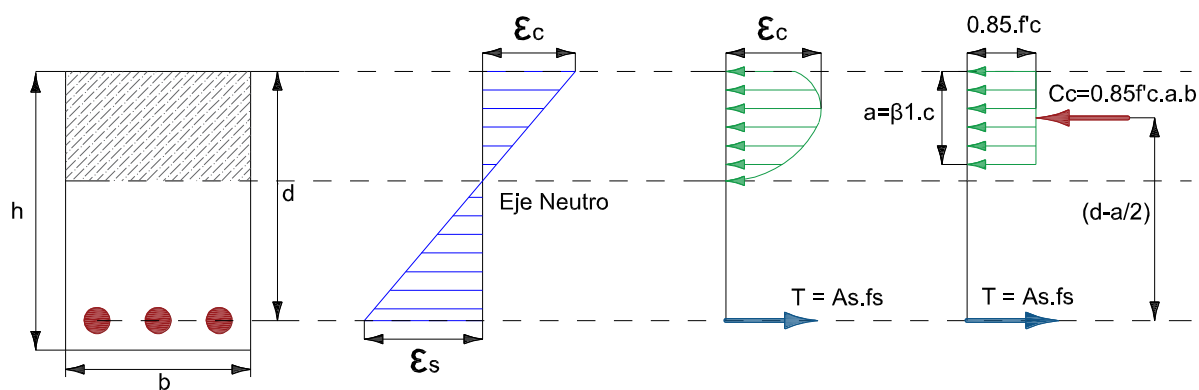 h
b
d
εc
εs
Eje Neutro
εc
T = As.fs
0.85.f'c
a=β1.c
Cc=0.85f'c.a.b
(d-a/2)
T = As.fs